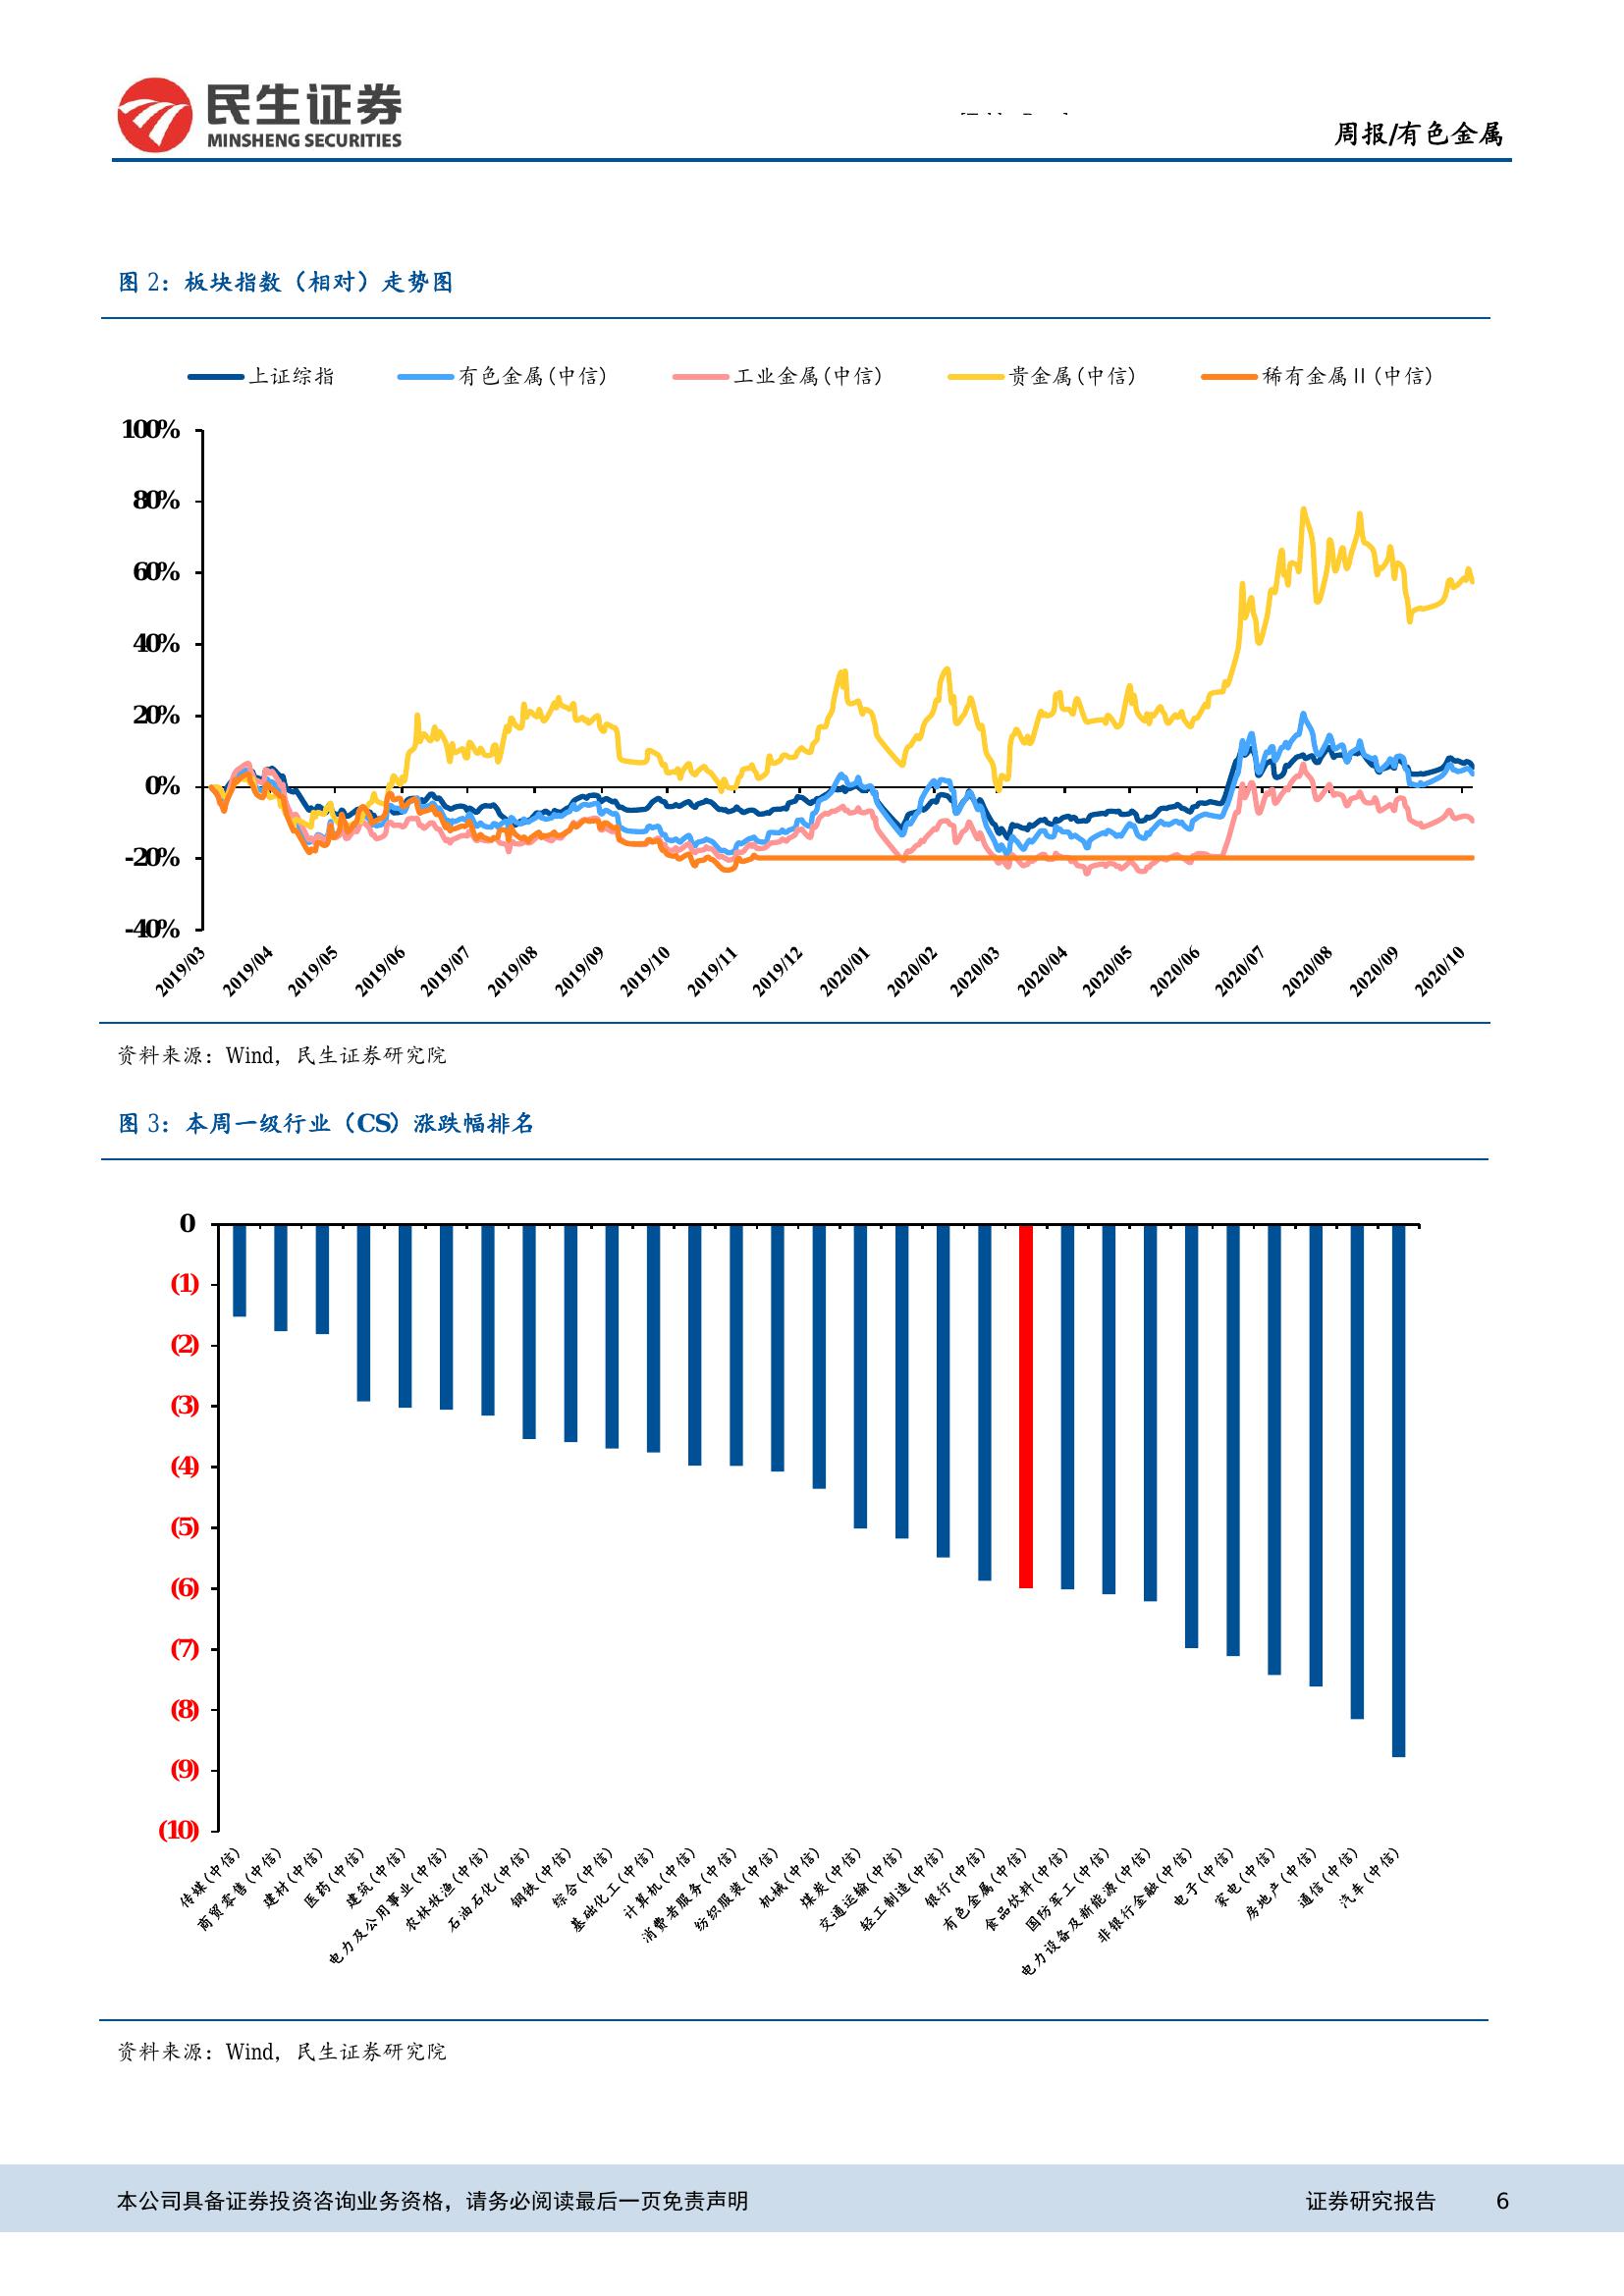 民生证券
MINSHENG SECURITIES
周报/有色金属
图 2：板块指数（相对）走势图
上证综指 有色金属(中信) 工业金属(中信) 贵金属(中信) 稀有金属Ⅱ(中信)
100%
80%
60%
40%
20%
0%
-20%
-40%
2019/03 2019/04 2019/05 2019/06 2019/07 2019/08 2019/09 2019/10 2019/11 2019/12 2020/01 2020/02 2020/03 2020/04 2020/05 2020/06 2020/07 2020/08 2020/09 2020/10
资料来源：Wind，民生证券研究院
图 3：本周一级行业（CS）涨跌幅排名
0
(1)
(2)
(3)
(4)
(5)
(6)
(7)
(8)
(9)
(10)
传媒(中信)
商贸零售(中信)
建材(中信)
医药(中信)
建筑(中信)
电力及公用事业(中信)
农林牧渔(中信)
石油石化(中信)
钢铁(中信)
综合(中信)
基础化工(中信)
计算机(中信)
消费者服务(中信)
纺织服装(中信)
机械(中信)
煤炭(中信)
交通运输(中信)
轻工制造(中信)
银行(中信)
有色金属(中信)
食品饮料(中信)
国防军工(中信)
电力设备及新能源(中信)
非银行金融(中信)
电子(中信)
家电(中信)
房地产(中信)
通信(中信)
汽车(中信)
资料来源：Wind，民生证券研究院
本公司具备证券投资咨询业务资格，请务必阅读最后一页免责声明 证券研究报告 6